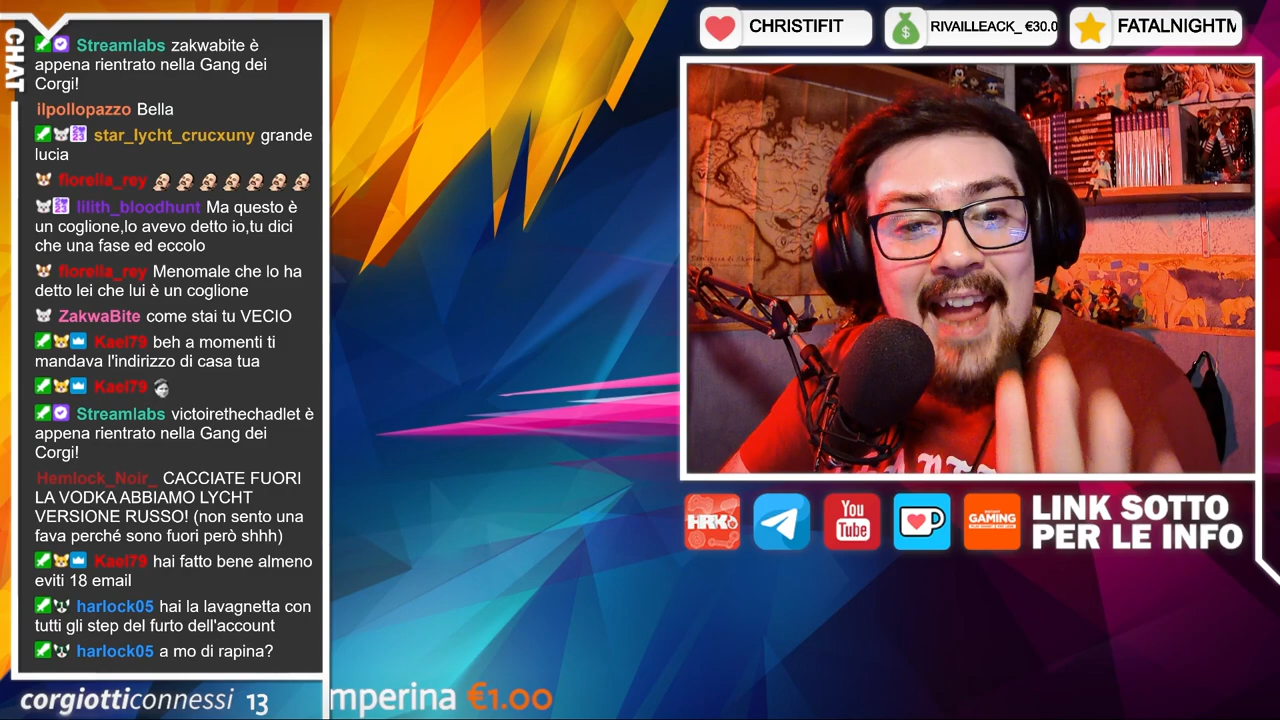 CHAT
Streamlabs zakwabite è
appena rientrato nella Gang dei
Corgi!
ilpollopazzo Bella
star_lycht_crucxuny grande
lucia
fiorella_rey
lilith_bloodhunt Ma questo è
un coglione,lo avevo detto io,tu dici
che una fase ed eccolo
fiorella_rey Menomale che lo ha
detto lei che lui è un coglione
ZakwaBite come stai tu VECIO
Kael79 beh a momenti ti
mandava l'indirizzo di casa tua
Kael79
Streamlabs victoirethechadlet è
appena rientrato nella Gang dei
Corgi!
Hemlock_Noir_ CACCIATE FUORI
LA VODKA ABBIAMO LYCHT
VERSIONE RUSSO! (non sento una
fava perché sono fuori però shhh)
Kael79 hai fatto bene almeno
eviti 18 email
harlock05 hai la lavagnetta con
tutti gli step del furto dell'account
harlock05 a mo di rapina?
corgiotticonnessi 13
mperina €1.00
CHRISTIFIT
RIVAILLEACK_ €30.0
FATALNIGHTM
HRK
You
Tube
INSTANT
GAMING
LINK SOTTO
PER LE INFO